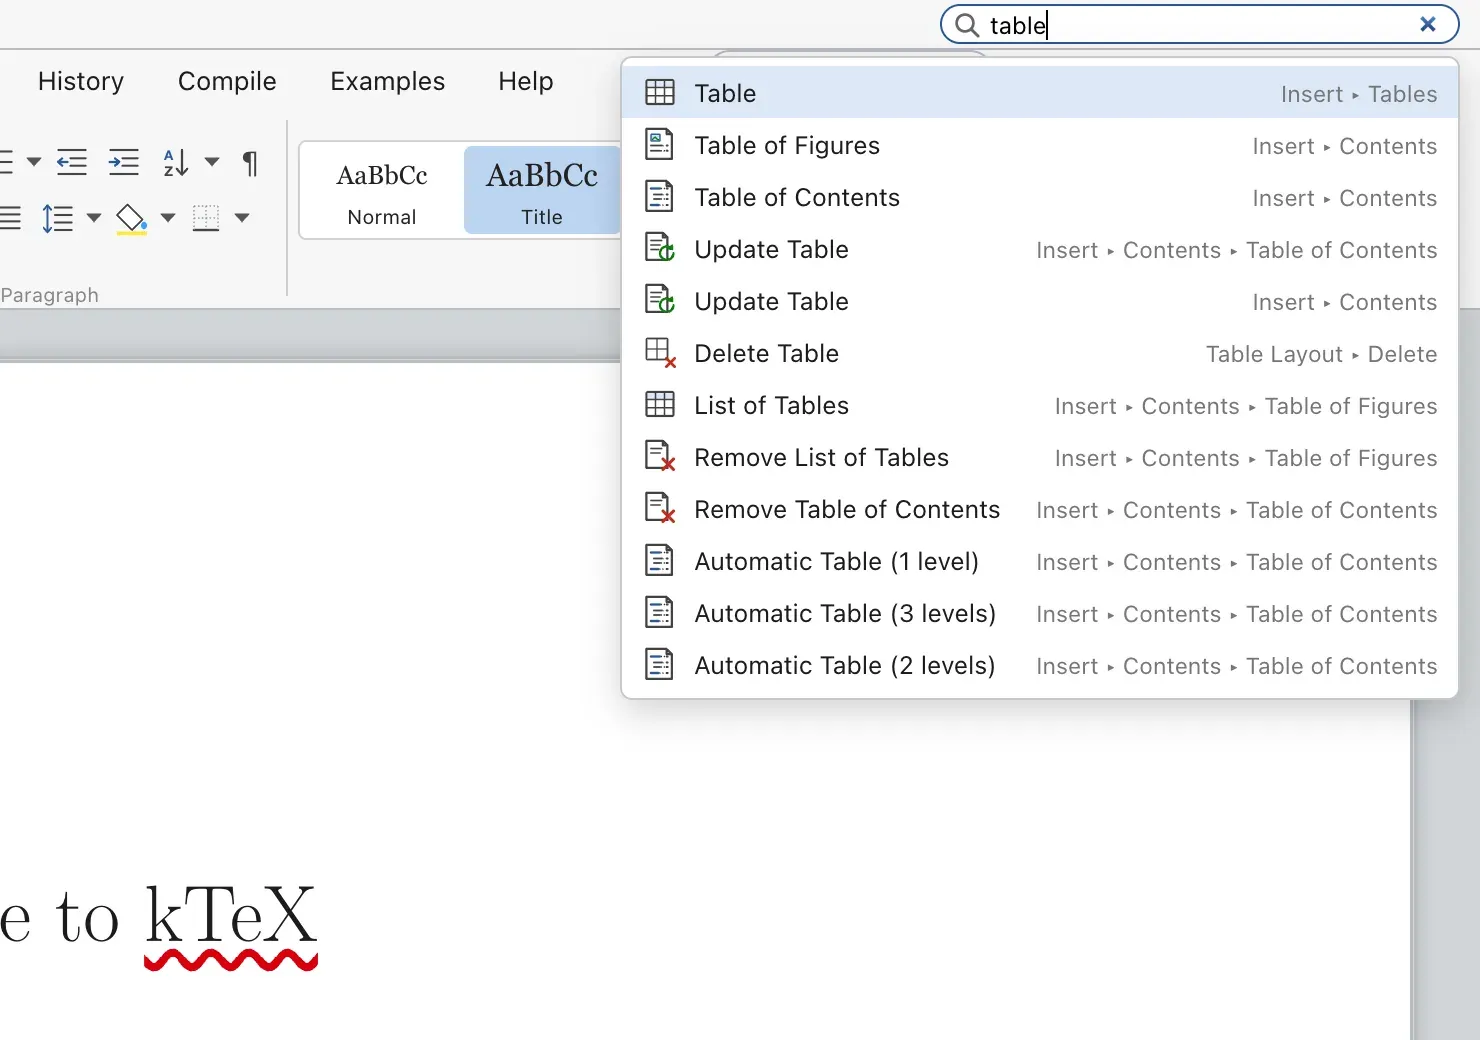 table
History Compile Examples Help
Table Insert ▸ Tables
Table of Figures Insert ▸ Contents
Table of Contents Insert ▸ Contents
Update Table Insert ▸ Contents ▸ Table of Contents
Update Table Insert ▸ Contents
Delete Table Table Layout ▸ Delete
List of Tables Insert ▸ Contents ▸ Table of Figures
Remove List of Tables Insert ▸ Contents ▸ Table of Figures
Remove Table of Contents Insert ▸ Contents ▸ Table of Contents
Automatic Table (1 level) Insert ▸ Contents ▸ Table of Contents
Automatic Table (3 levels) Insert ▸ Contents ▸ Table of Contents
Automatic Table (2 levels) Insert ▸ Contents ▸ Table of Contents
AaBbCc AaBbCc
Normal Title
Paragraph
e to kTeX